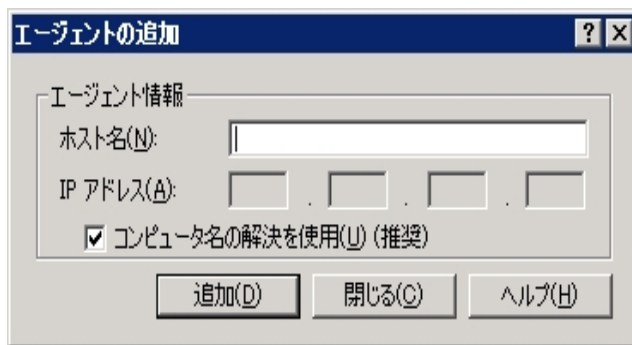 エージェントの追加
エージェント情報
ホスト名(N):
IP アドレス(A):
. . .
コンピュータ名の解決を使用(U) (推奨)
追加(D) 閉じる(C) ヘルプ(H)